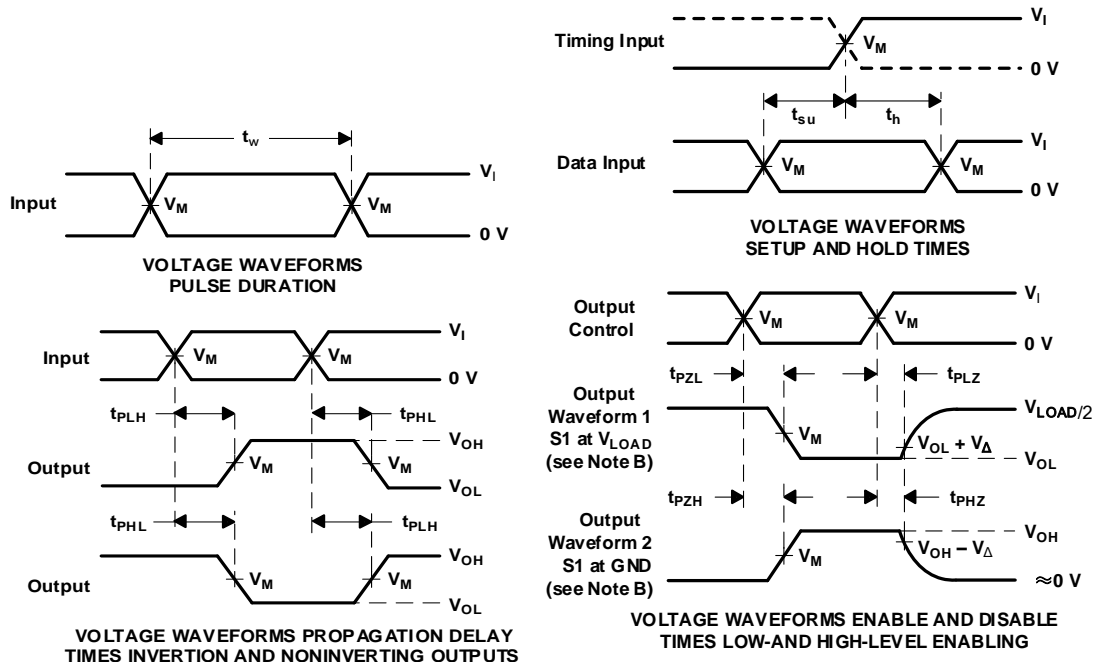 t_w
V_I
Input
V_M
V_M
0 V
VOLTAGE WAVEFORMS
PULSE DURATION
Timing Input
V_I
V_M
0 V
t_su
t_h
Data Input
V_I
V_M
V_M
0 V
VOLTAGE WAVEFORMS
SETUP AND HOLD TIMES
Input
V_I
V_M
V_M
0 V
t_PLH
t_PHL
Output
V_OH
V_M
V_M
V_OL
t_PHL
t_PLH
Output
V_OH
V_M
V_M
V_OL
VOLTAGE WAVEFORMS PROPAGATION DELAY
TIMES INVERTION AND NONINVERTING OUTPUTS
Output
Control
V_I
V_M
V_M
0 V
t_PZL
t_PLZ
Output
Waveform 1
S1 at V_LOAD
(see Note B)
V_LOAD/2
V_M
V_OL + V_Δ
V_OL
t_PZH
t_PHZ
Output
Waveform 2
S1 at GND
(see Note B)
V_OH
V_M
V_OH – V_Δ
≈0 V
VOLTAGE WAVEFORMS ENABLE AND DISABLE
TIMES LOW-AND HIGH-LEVEL ENABLING